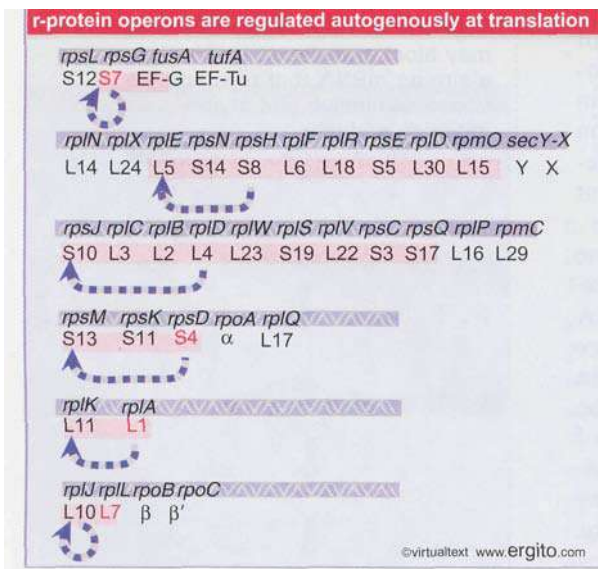 r-protein operons are regulated autogenously at translation
rpsL rpsG fusA tufA
S12 S7 EF-G EF-Tu
rplN rplX rplE rpsN rpsH rplF rplR rpsE rplD rpmO secY-X
L14 L24 L5 S14 S8 L6 L18 S5 L30 L15 Y X
rpsJ rplC rplB rplD rplW rplS rplV rpsC rpsQ rplP rpmC
S10 L3 L2 L4 L23 S19 L22 S3 S17 L16 L29
rpsM rpsK rpsD rpoA rplQ
S13 S11 S4 α L17
rplK rplA
L11 L1
rplJ rplL rpoB rpoC
L10 L7 β β′
©virtualtext www.ergito.com